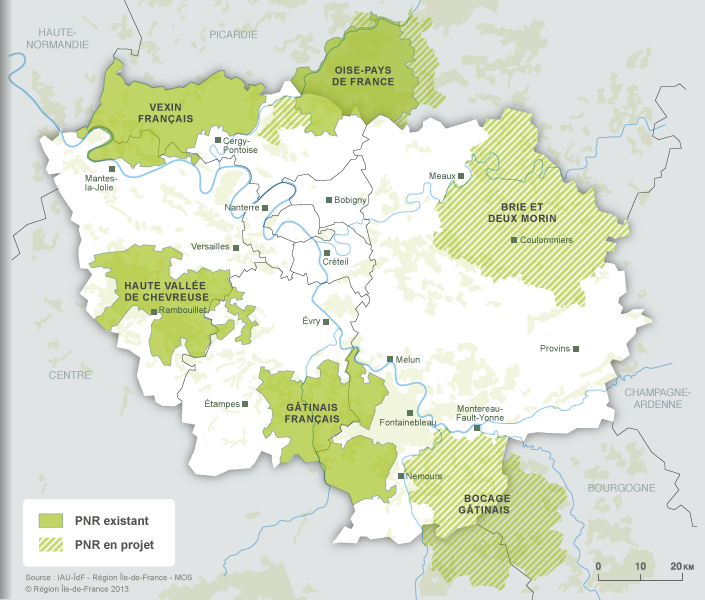 HAUTE-
NORMANDIE
PICARDIE
OISE-PAYS
DE FRANCE
VEXIN
FRANÇAIS
Cergy-
Pontoise
Mantes-
la-Jolie
Meaux
Nanterre
Bobigny
BRIE ET
DEUX MORIN
Coulommiers
Versailles
Créteil
HAUTE VALLÉE
DE CHEVREUSE
Rambouillet
Évry
Provins
Melun
CENTRE
CHAMPAGNE-
ARDENNE
Étampes
GÂTINAIS
FRANÇAIS
Montereau-
Fault-Yonne
Fontainebleau
Nemours
BOCAGE
GÂTINAIS
BOURGOGNE
PNR existant
PNR en projet
Source : IAU-ÎdF - Région Île-de-France - MOS
© Région Île-de-France 2013
0 10 20 KM